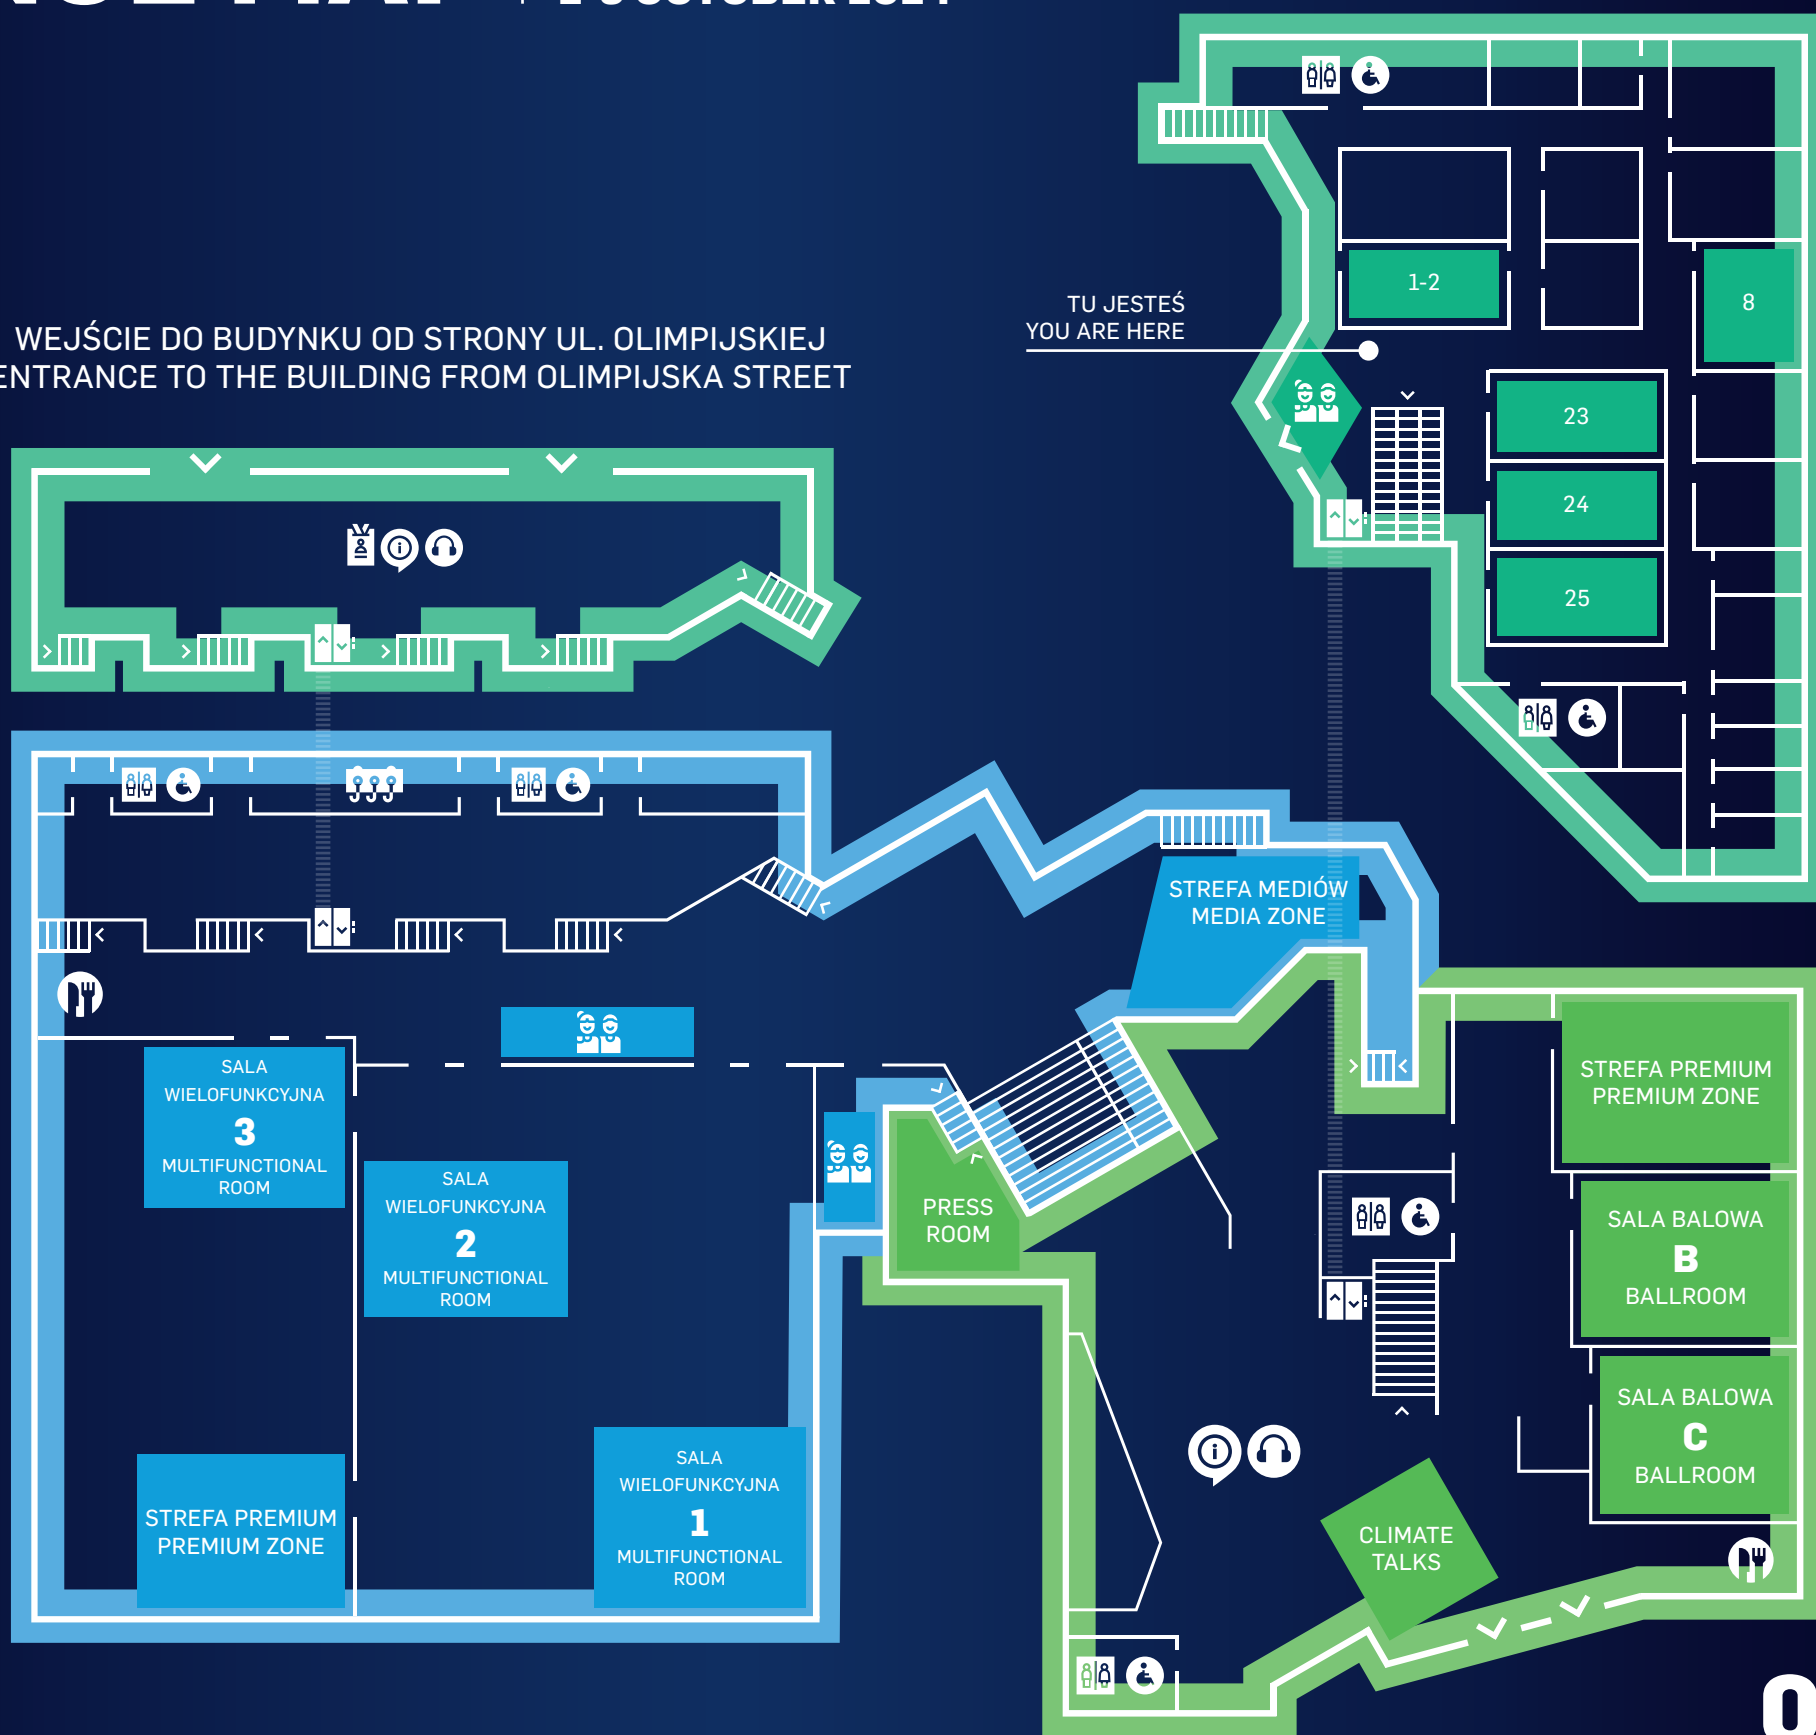 MAP
OCTOBER
TU JESTEŚ
YOU ARE HERE
WEJŚCIE DO BUDYNKU OD STRONY UL. OLIMPIJSKIEJ
ENTRANCE TO THE BUILDING FROM OLIMPIJSKA STREET
1-2
8
23
24
25
STREFA MEDIÓW
MEDIA ZONE
SALA
WIELOFUNKCYJNA
3
MULTIFUNCTIONAL
ROOM
SALA
WIELOFUNKCYJNA
2
MULTIFUNCTIONAL
ROOM
PRESS
ROOM
STREFA PREMIUM
PREMIUM ZONE
SALA BALOWA
B
BALLROOM
SALA BALOWA
C
BALLROOM
STREFA PREMIUM
PREMIUM ZONE
SALA
WIELOFUNKCYJNA
1
MULTIFUNCTIONAL
ROOM
CLIMATE
TALKS